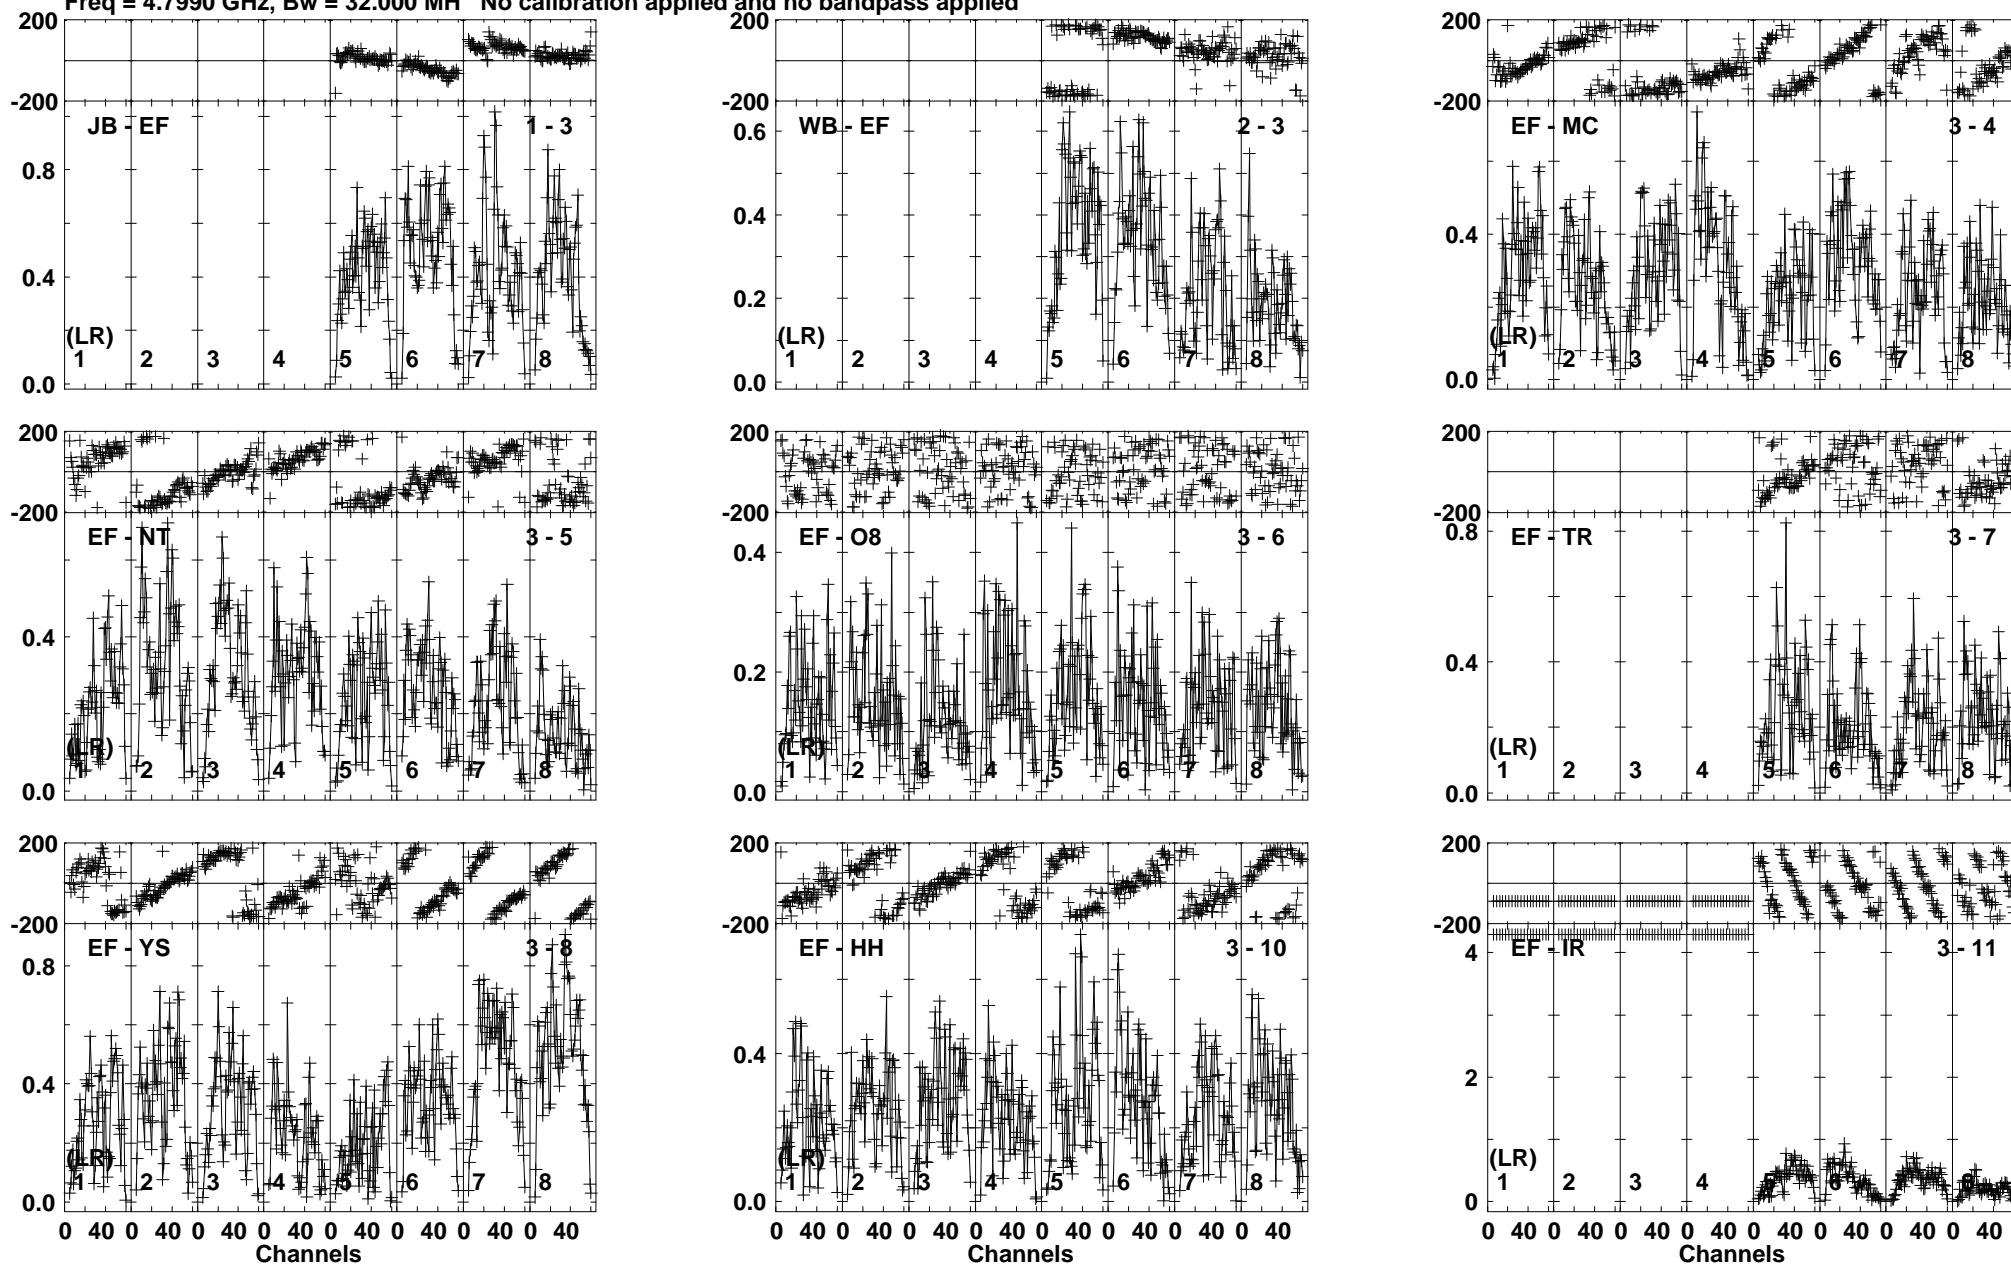 Freq = 4.7990 GHz, Bw = 32.000 MH No calibration applied and no bandpass applied
200 200 200
-200 -200 -200
JB - EF 1 - 3 WB - EF 2 - 3 EF - MC 3 - 4
0.8 0.6
0.4 0.4 0.4
0.2
(LR) (LR) (LR)
1 2 3 4 5 6 7 8 1 2 3 4 5 6 7 8 1 2 3 4 5 6 7 8
0.0 0.0 0.0
200 200 200
-200 -200 -200
EF - NT 3 - 5 EF - O8 3 - 6 EF - TR 3 - 7
0.4 0.8
0.4 0.2 0.4
(LR) (LR) (LR)
1 2 3 4 5 6 7 8 1 2 3 4 5 6 7 8 1 2 3 4 5 6 7 8
0.0 0.0 0.0
200 200 200
-200 -200 -200
EF - YS 3 - 8 EF - HH 3 - 10 EF - IR 3 - 11
0.8 4
0.4 0.4 2
(LR) (LR) (LR)
1 2 3 4 5 6 7 8 1 2 3 4 5 6 7 8 1 2 3 4 5 6 8
0.0 0.0 0
0 40 0 40 0 40 0 40 0 40 0 40 0 40 0 40 0 40 0 40 0 40 0 40 0 40 0 40 0 40 0 40 0 40 0 40 0 40 0 40 0 40 0 40 0 40 0 40
Channels Channels Channels